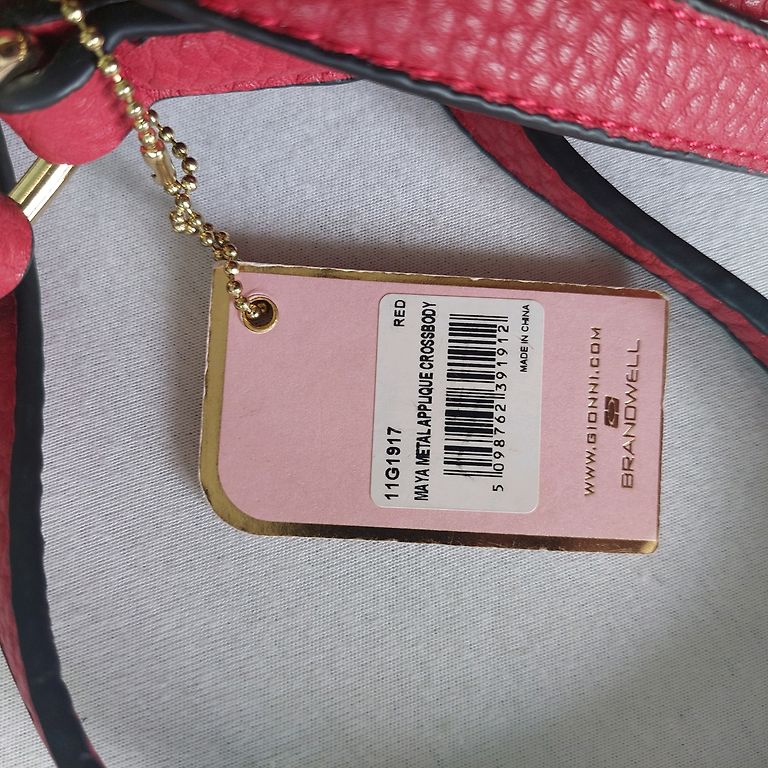 11G1917 RED
MAYA METAL APPLIQUE CROSSBODY
5 098762 391912
MADE IN CHINA
WWW.GIONNI.COM
BRANDWELL